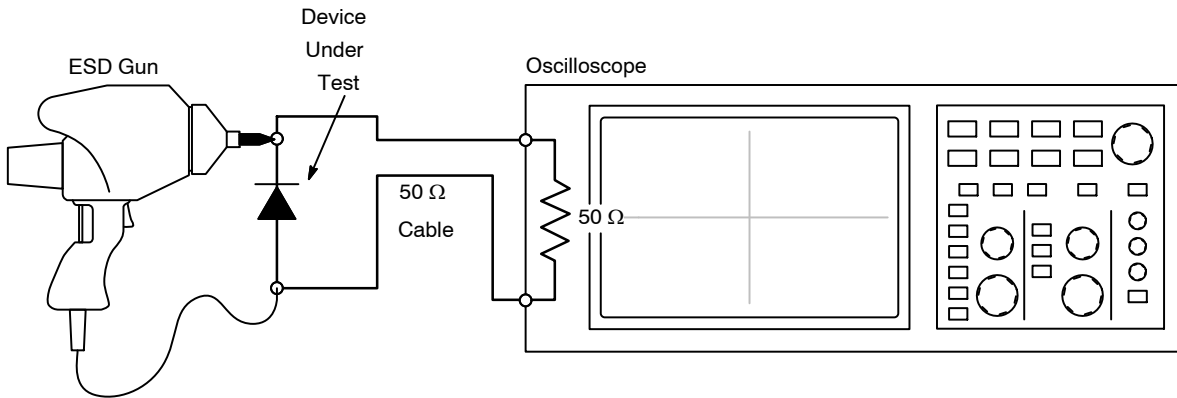 Device
Under
Test
ESD Gun
Oscilloscope
50 Ω
Cable
50 Ω